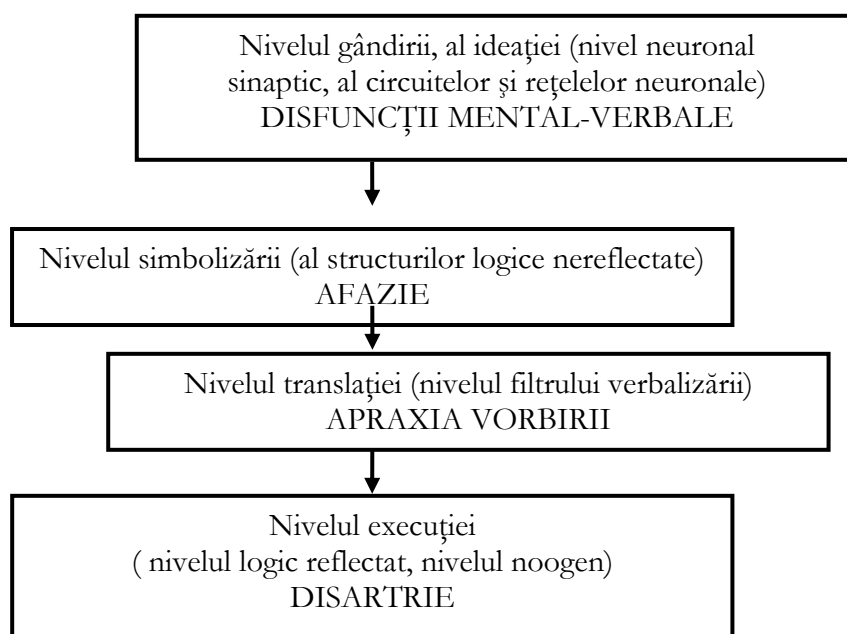 Nivelul gândirii, al ideației (nivel neuronal
sinaptic, al circuitelor şi rețelelor neuronale)
DISFUNCȚII MENTAL-VERBALE
Nivelul simbolizării (al structurilor logice nereflectate)
AFAZIE
Nivelul translației (nivelul filtrului verbalizării)
APRAXIA VORBIRII
Nivelul execuției
( nivelul logic reflectat, nivelul noogen)
DISARTRIE